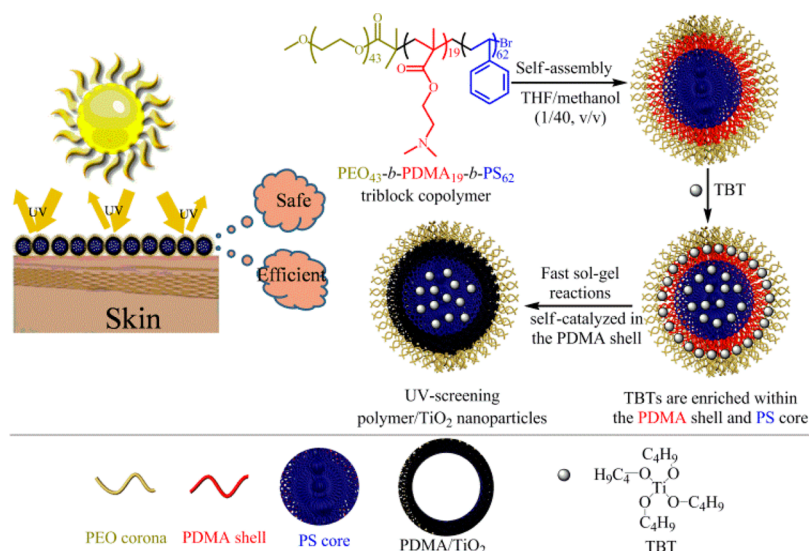 O
O
43
O
19
62
Br
O
O
N
PEO43-b-PDMA19-b-PS62
triblock copolymer
Self-assembly
THF/methanol
(1/40, v/v)
TBT
UV
UV
UV
Safe
Efficient
Skin
Fast sol-gel
reactions
self-catalyzed in
the PDMA shell
UV-screening
polymer/TiO2 nanoparticles
TBTs are enriched within
the PDMA shell and PS core
PEO corona
PDMA shell
PS core
PDMA/TiO2
C4H9
H9C4
O
O
Ti
O
O
C4H9
C4H9
TBT